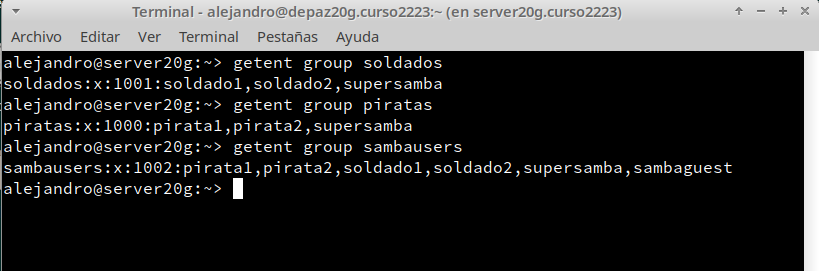 Terminal - alejandro@depaz20g.curso2223:~ (en server20g.curso2223)
Archivo Editar Ver Terminal Pestañas Ayuda
alejandro@server20g:~> getent group soldados
soldados:x:1001:soldado1,soldado2,supersamba
alejandro@server20g:~> getent group piratas
piratas:x:1000:pirata1,pirata2,supersamba
alejandro@server20g:~> getent group sambausers
sambausers:x:1002:pirata1,pirata2,soldado1,soldado2,supersamba,sambaguest
alejandro@server20g:~>